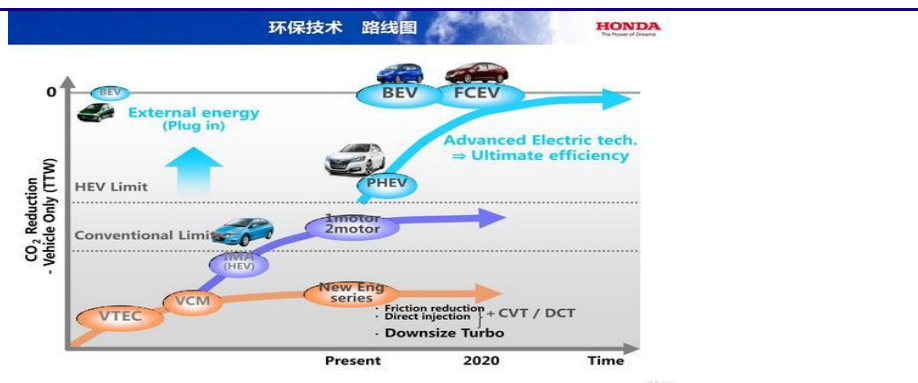 环保技术 路线图
HONDA
The Power of Dreams
0
BEV
BEV
FCEV
External energy
(Plug in)
Advanced Electric tech.
⇒ Ultimate efficiency
CO2 Reduction
- Vehicle Only (TTW)
HEV Limit
PHEV
1motor
2motor
Conventional Limit
IMA
(HEV)
New Eng
series
VCM
VTEC
· Friction reduction
· Direct injection
+ CVT / DCT
· Downsize Turbo
Present
2020
Time